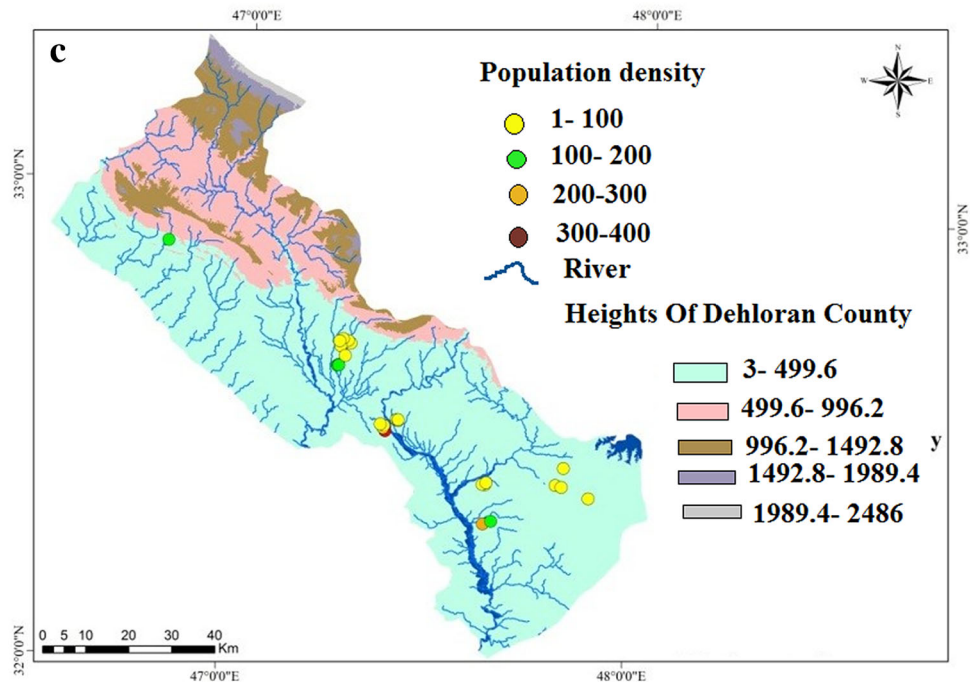 47°0'0"E 48°0'0"E
c
N
W E
S
Population density
1- 100
100- 200
200-300
300-400
River
33°0'0"N
33°0'0"N
Heights Of Dehloran County
3- 499.6
499.6- 996.2
996.2- 1492.8
y
1492.8- 1989.4
1989.4- 2486
0 5 10 20 30 40
Km
32°0'0"N
47°0'0"E 48°0'0"E